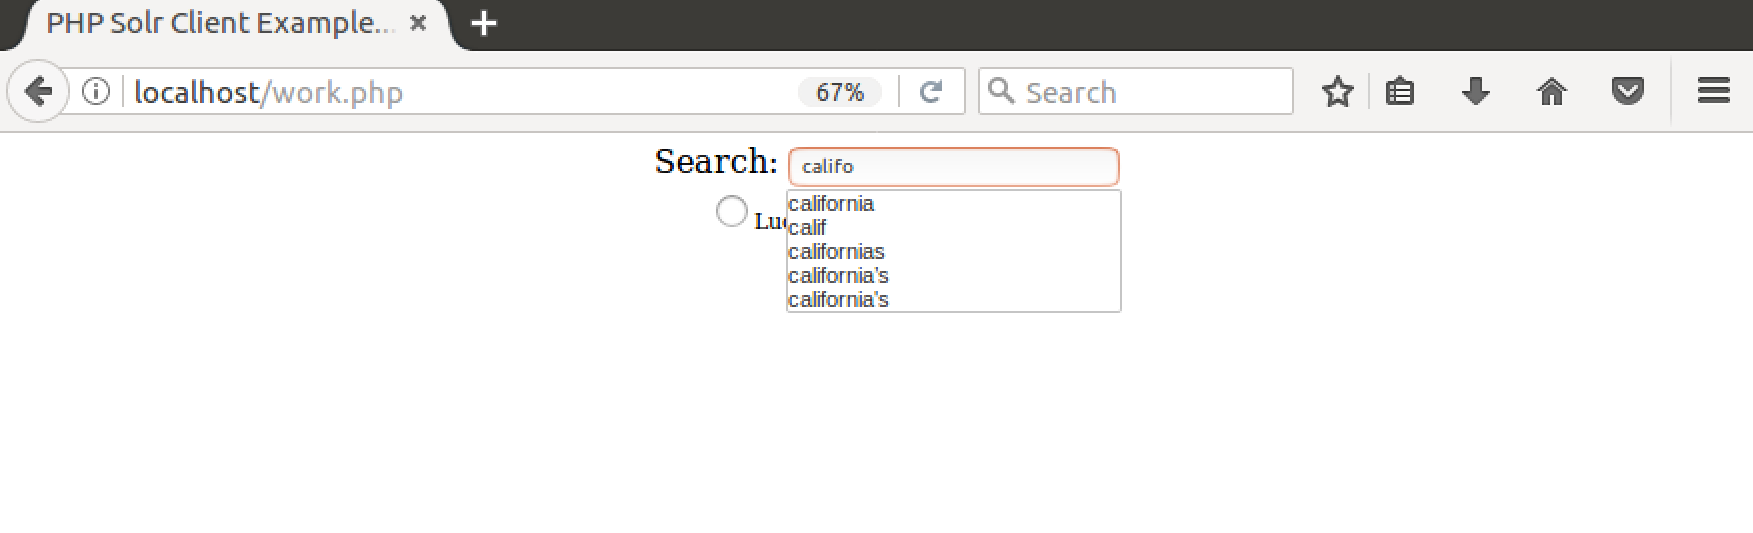 PHP Solr Client Example...
localhost/work.php 67% Search
Search: califo
california
calif
californias
california's
california's